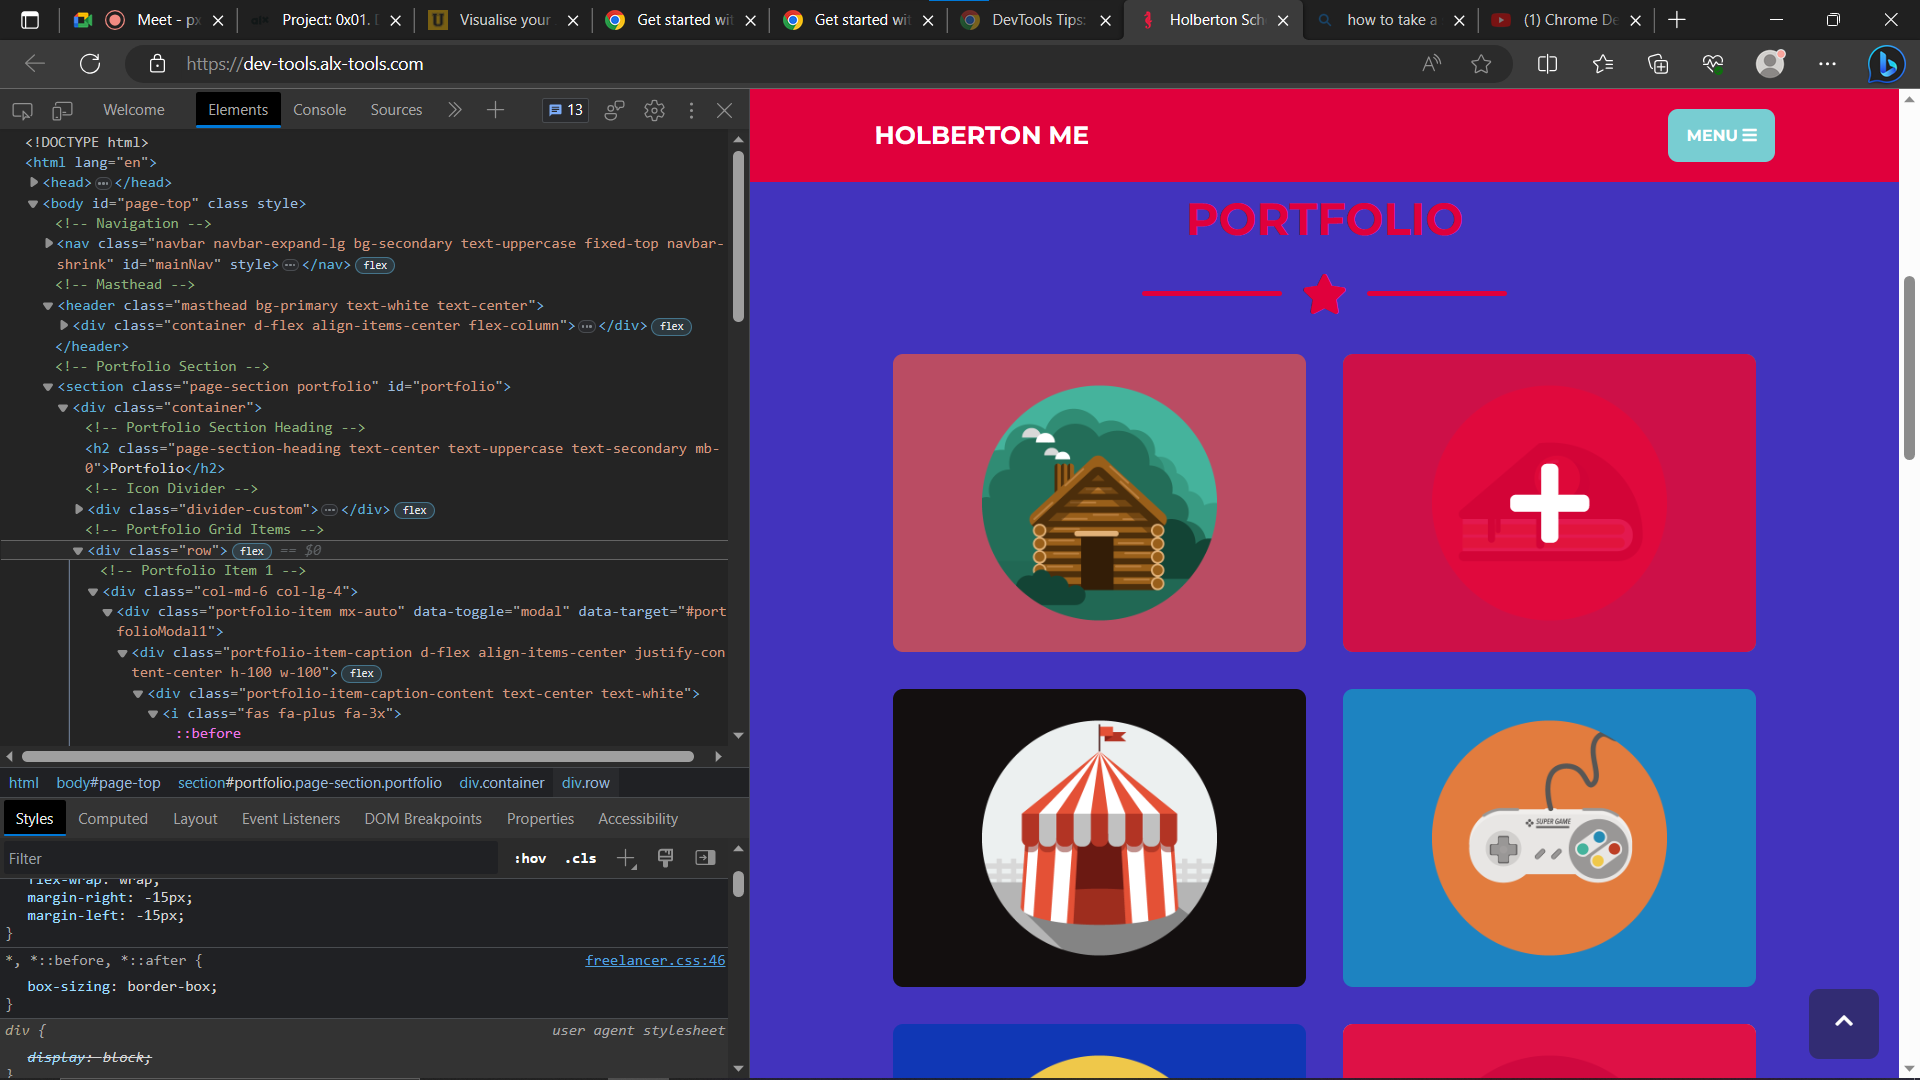 Meet - px
Project: 0x01.
Visualise your
Get started wit
Get started wit
DevTools Tips:
Holberton Sch
how to take a
(1) Chrome De
https://dev-tools.alx-tools.com
Welcome
Elements
Console
Sources
13
<!DOCTYPE html>
<html lang="en">
<head> ⋯ </head>
<body id="page-top" class style>
<!-- Navigation -->
<nav class="navbar navbar-expand-lg bg-secondary text-uppercase fixed-top navbar-
shrink" id="mainNav" style> ⋯ </nav> flex
<!-- Masthead -->
<header class="masthead bg-primary text-white text-center">
<div class="container d-flex align-items-center flex-column"> ⋯ </div> flex
</header>
<!-- Portfolio Section -->
<section class="page-section portfolio" id="portfolio">
<div class="container">
<!-- Portfolio Section Heading -->
<h2 class="page-section-heading text-center text-uppercase text-secondary mb-
0">Portfolio</h2>
<!-- Icon Divider -->
<div class="divider-custom"> ⋯ </div> flex
<!-- Portfolio Grid Items -->
<div class="row"> flex == $0
<!-- Portfolio Item 1 -->
<div class="col-md-6 col-lg-4">
<div class="portfolio-item mx-auto" data-toggle="modal" data-target="#port
folioModal1">
<div class="portfolio-item-caption d-flex align-items-center justify-con
tent-center h-100 w-100"> flex
<div class="portfolio-item-caption-content text-center text-white">
<i class="fas fa-plus fa-3x">
::before
html
body#page-top
section#portfolio.page-section.portfolio
div.container
div.row
Styles
Computed
Layout
Event Listeners
DOM Breakpoints
Properties
Accessibility
Filter
:hov
.cls
flex-wrap: wrap;
margin-right: -15px;
margin-left: -15px;
}
*, *::before, *::after {
freelancer.css:46
box-sizing: border-box;
}
div {
user agent stylesheet
display: block;
}
HOLBERTON ME
MENU
PORTFOLIO
SUPER GAME